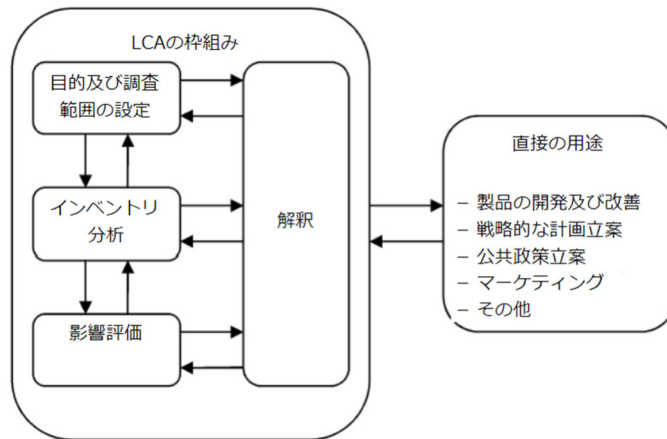 LCAの枠組み
目的及び調査
範囲の設定
インベントリ
分析
影響評価
解釈
直接の用途
– 製品の開発及び改善
– 戦略的な計画立案
– 公共政策立案
– マーケティング
– その他